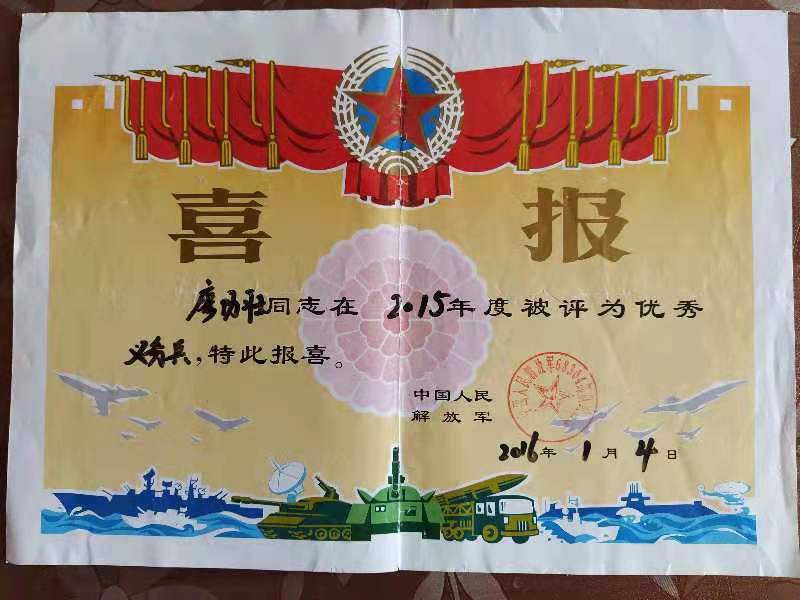 喜报
廖同志在2015年度被评为优秀
义务兵，特此报喜。
中国人民
解放军
2016年1月4日